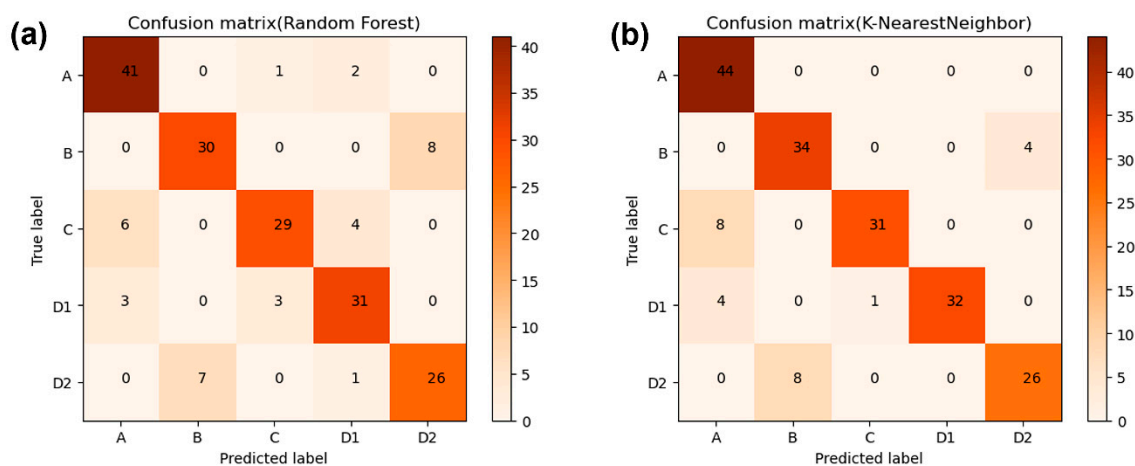 (a)
Confusion matrix(Random Forest)
True label
A 41 0 1 2 0
B 0 30 0 0 8
C 6 0 29 4 0
D1 3 0 3 31 0
D2 0 7 0 1 26
A B C D1 D2
Predicted label
40
35
30
25
20
15
10
5
0
(b)
Confusion matrix(K-NearestNeighbor)
True label
A 44 0 0 0 0
B 0 34 0 0 4
C 8 0 31 0 0
D1 4 0 1 32 0
D2 0 8 0 0 26
A B C D1 D2
Predicted label
40
35
30
25
20
15
10
5
0